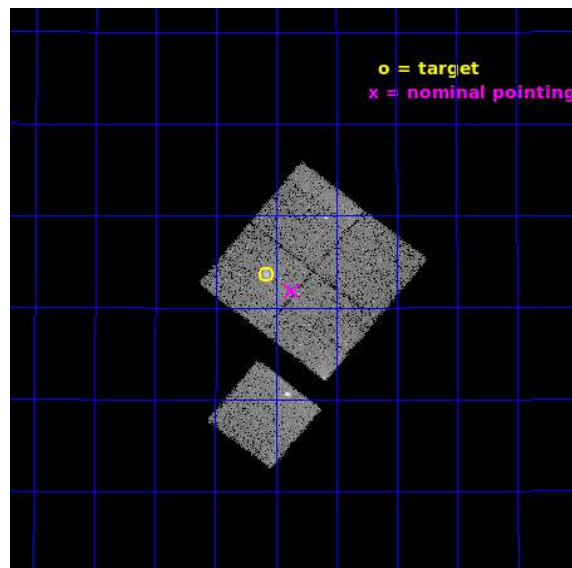 o = target
x = nominal pointing